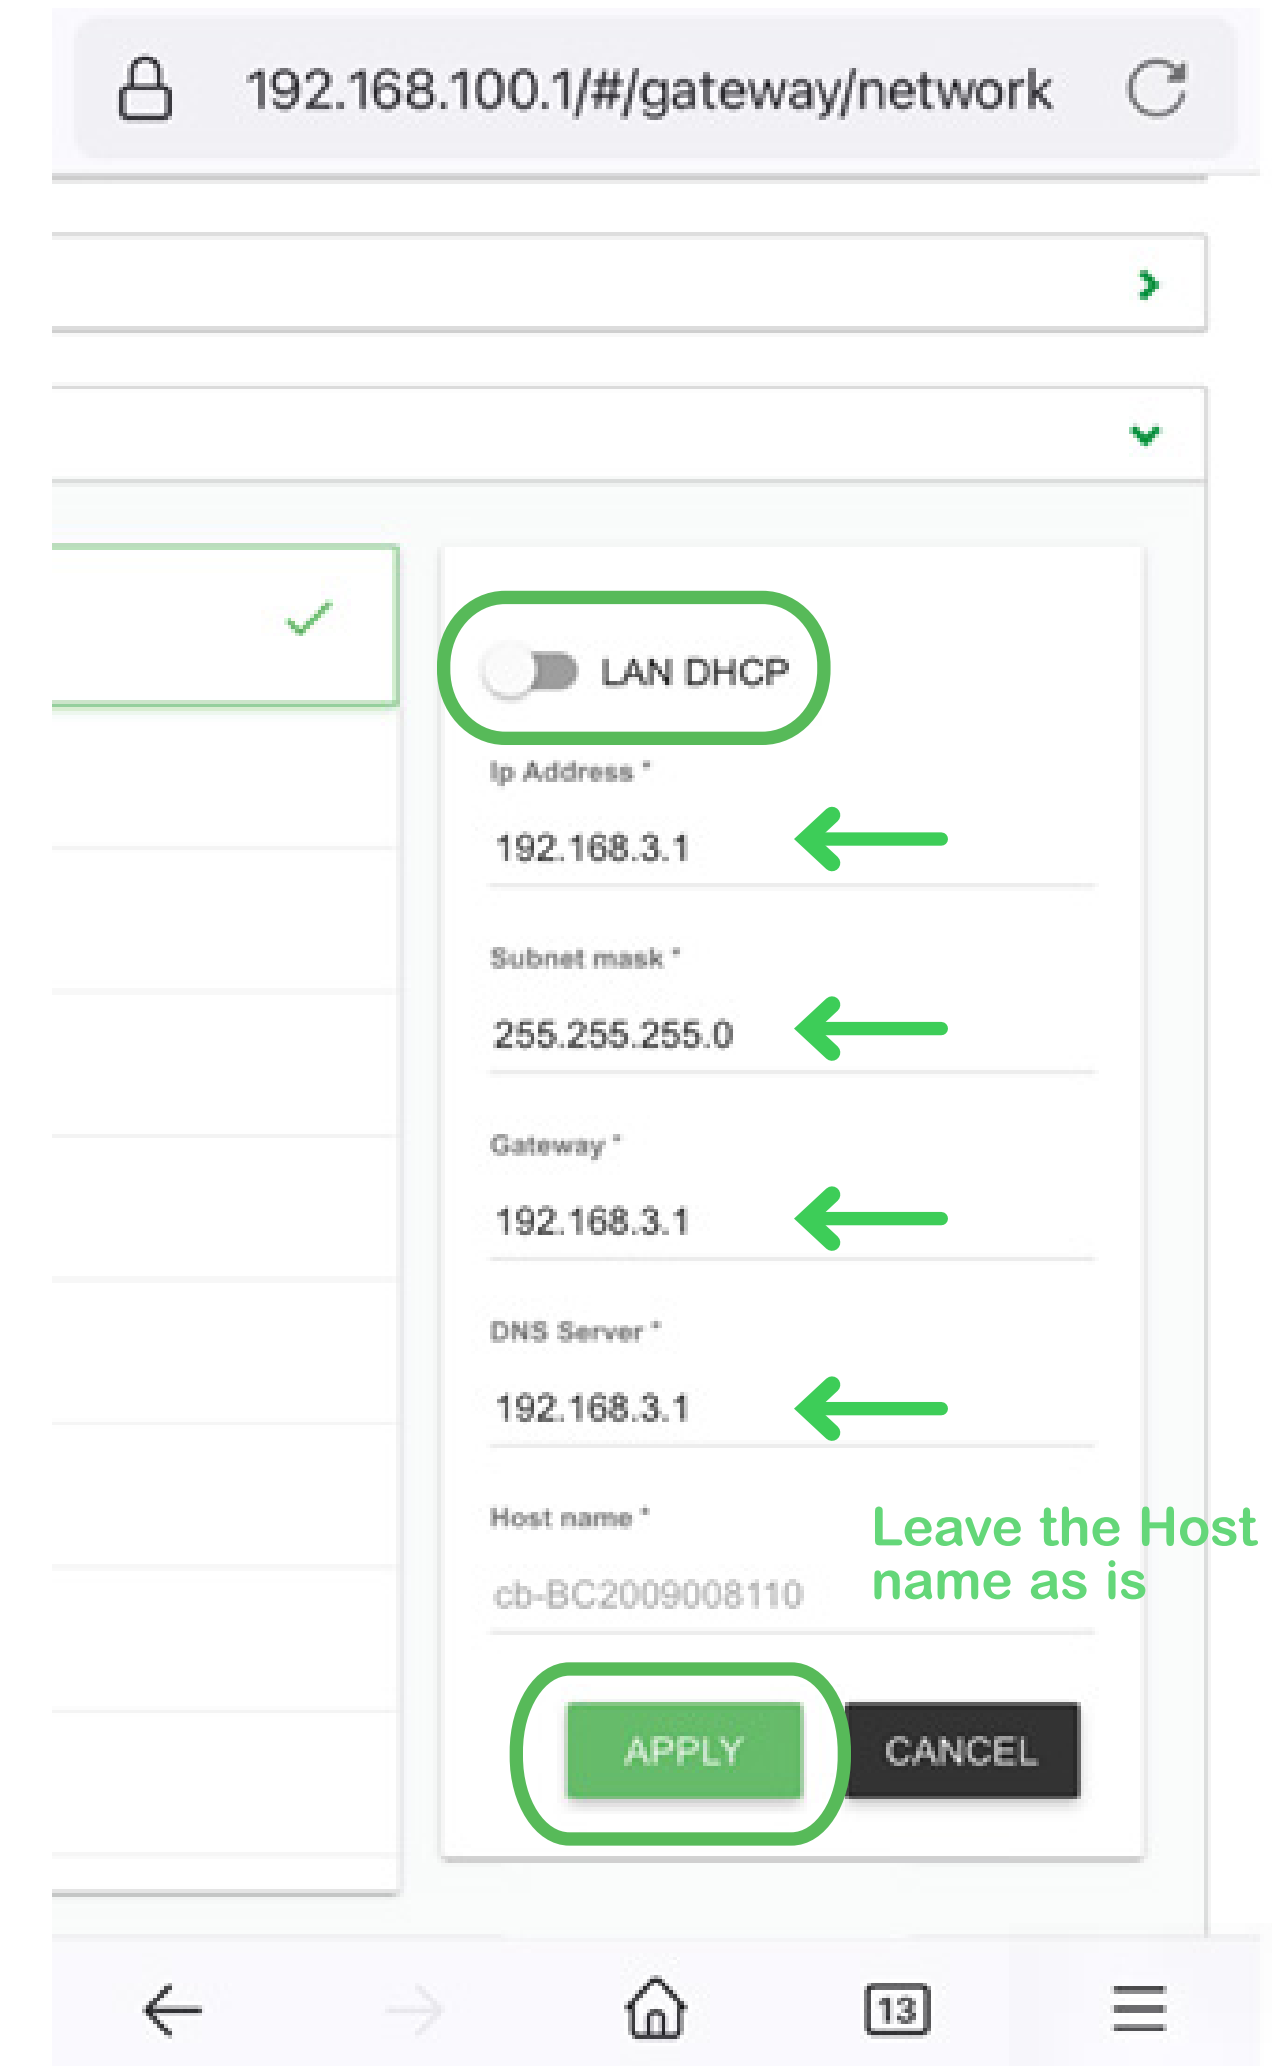 192.168.100.1/#/gateway/network
LAN DHCP
Ip Address *
192.168.3.1
Subnet mask *
255.255.255.0
Gateway *
192.168.3.1
DNS Server *
192.168.3.1
Host name *
cb-BC2009008110
Leave the Host
name as is
APPLY
CANCEL
13